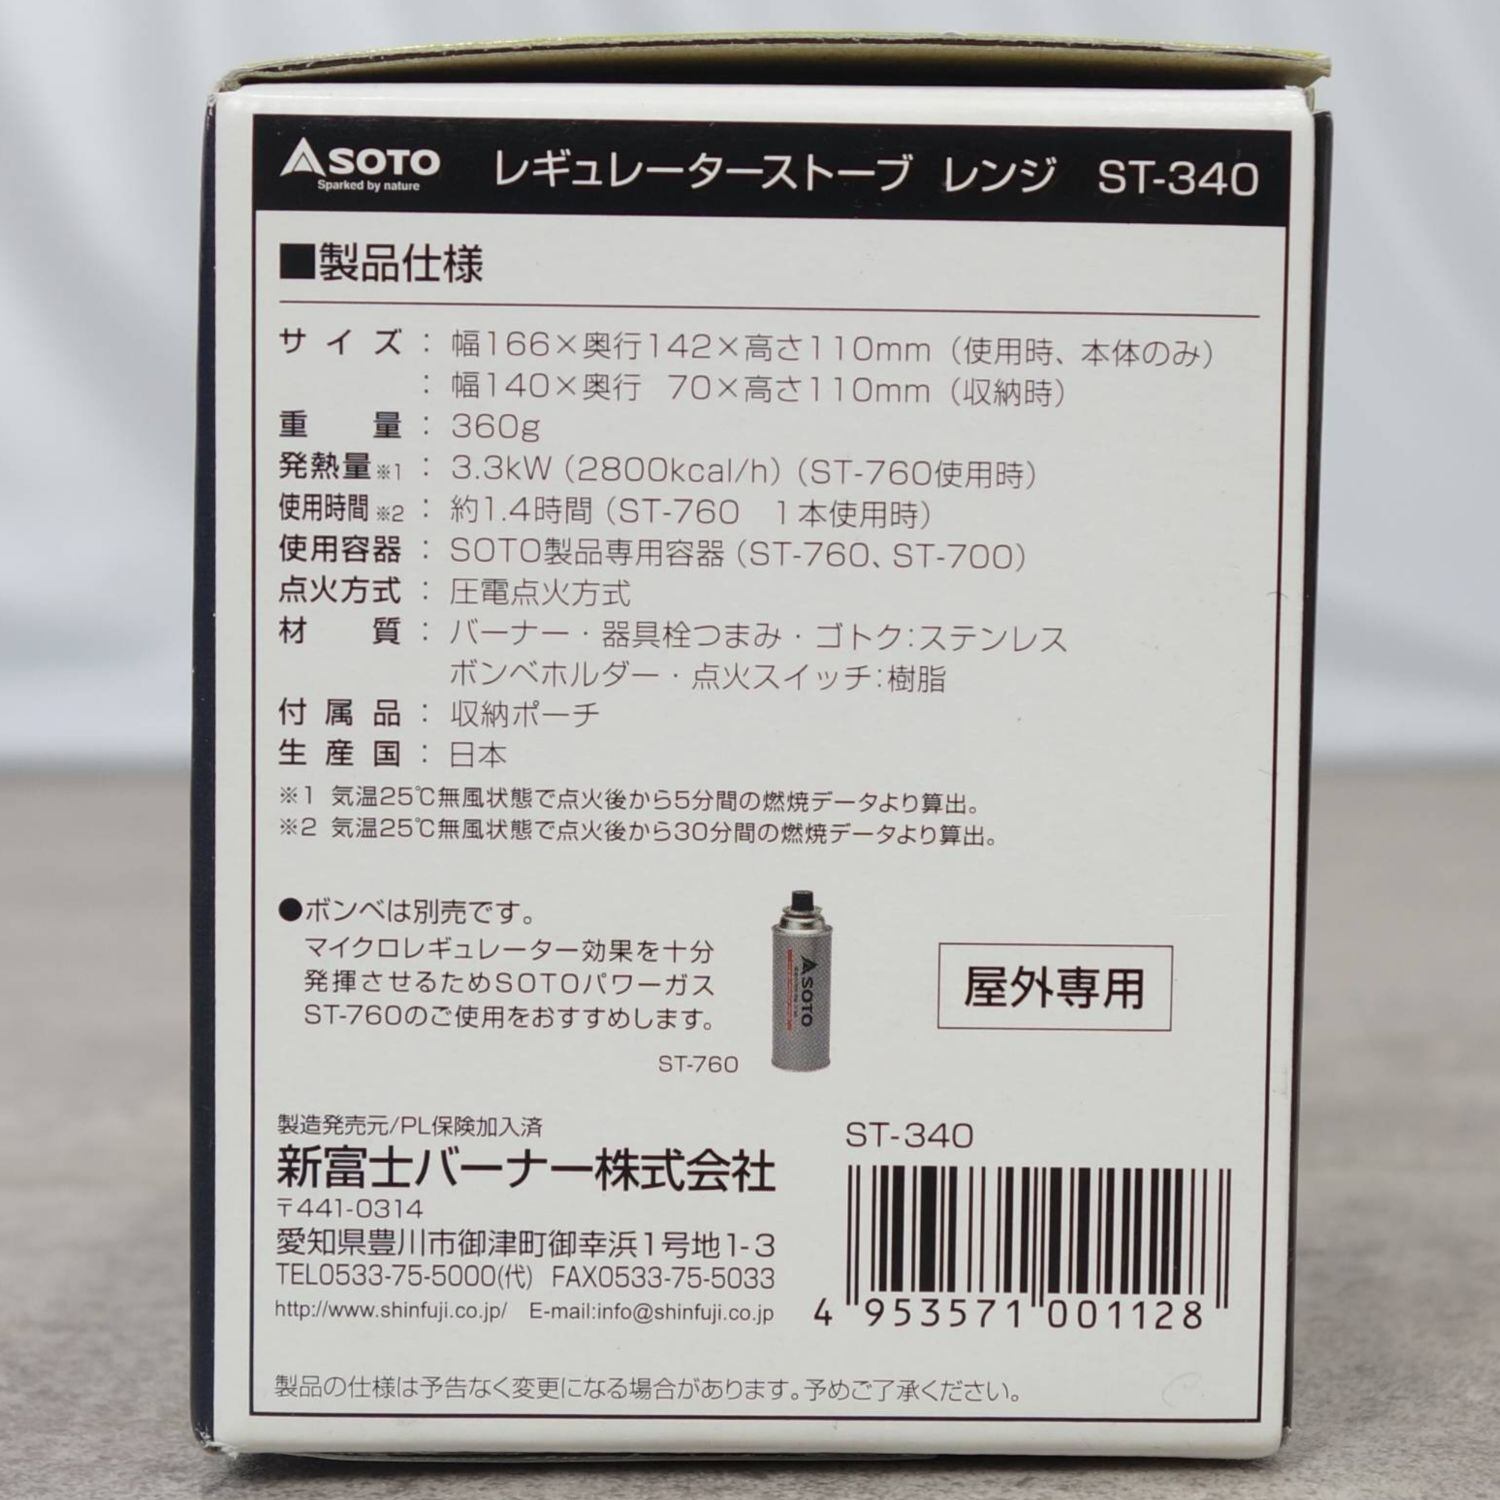 SOTO レギュレーターストーブ レンジ ST-340
Sparked by nature
■製品仕様
サイズ：幅166×奥行142×高さ110mm（使用時、本体のみ）
：幅140×奥行 70×高さ110mm（収納時）
重量：360g
発熱量※1：3.3kW（2800kcal/h）（ST-760使用時）
使用時間※2：約1.4時間（ST-760 1本使用時）
使用容器：SOTO製品専用容器（ST-760、ST-700）
点火方式：圧電点火方式
材質：バーナー・器具栓つまみ・ゴトク：ステンレス
ボンベホルダー・点火スイッチ：樹脂
付属品：収納ポーチ
生産国：日本
※1 気温25℃無風状態で点火後から5分間の燃焼データより算出。
※2 気温25℃無風状態で点火後から30分間の燃焼データより算出。
●ボンベは別売です。
マイクロレギュレーター効果を十分
発揮させるためSOTOパワーガス
ST-760のご使用をおすすめします。
ST-760
SOTO
屋外専用
製造発売元/PL保険加入済
新富士バーナー株式会社
〒441-0314
愛知県豊川市御津町御幸浜1号地1-3
TEL0533-75-5000(代) FAX0533-75-5033
http://www.shinfuji.co.jp/ E-mail:info@shinfuji.co.jp
ST-340
4 953571 001128
製品の仕様は予告なく変更になる場合があります。予めご了承ください。